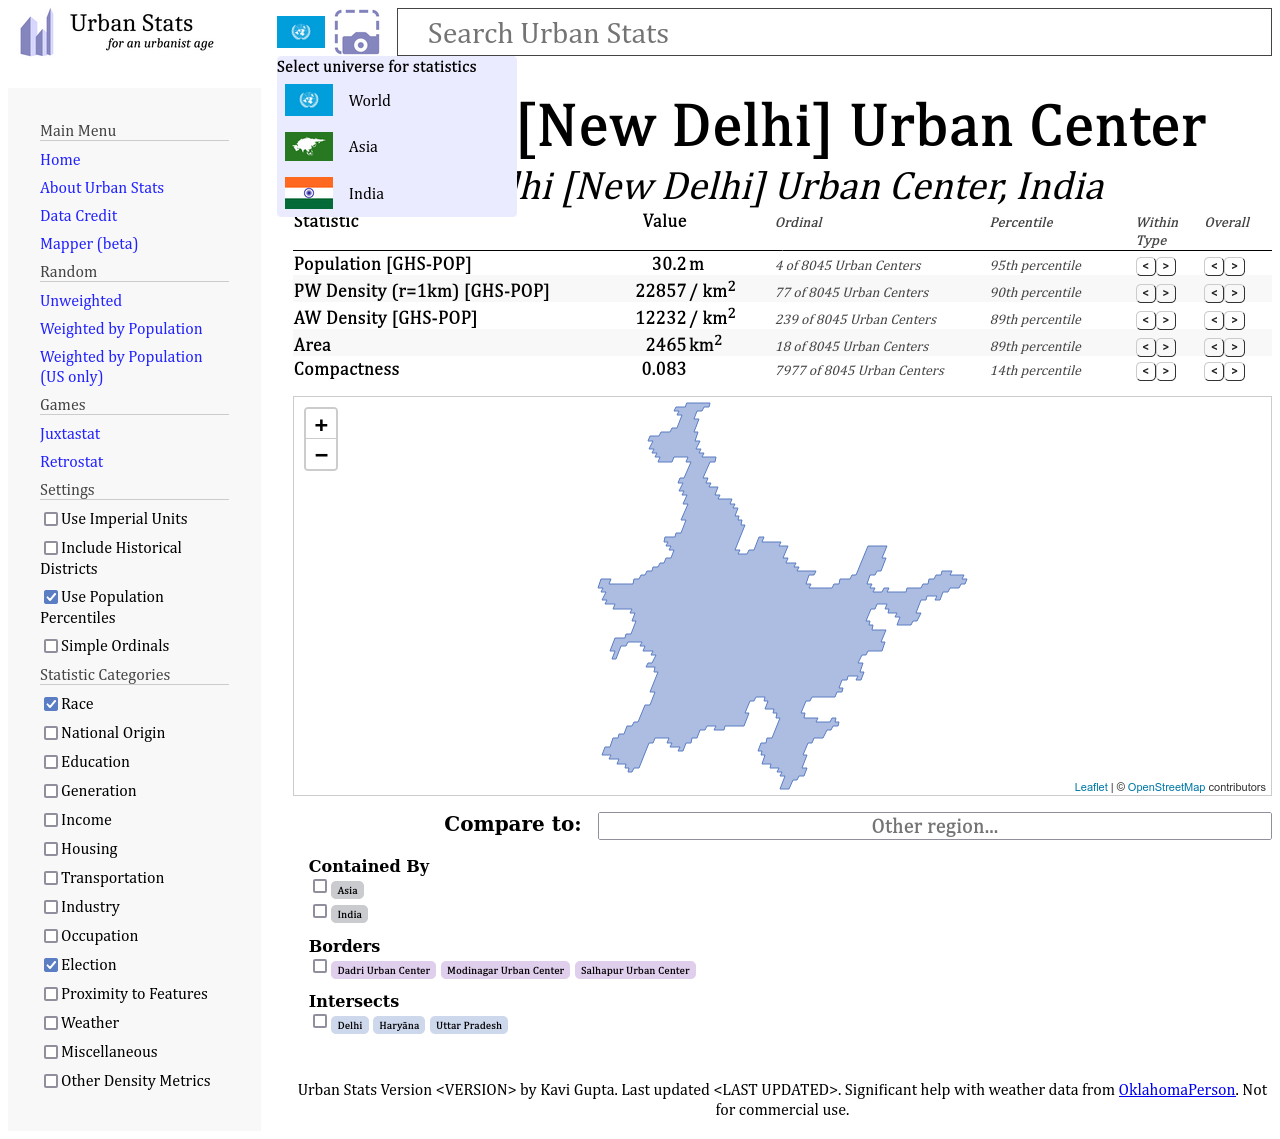 Urban Stats
for an urbanist age
Search Urban Stats
Select universe for statistics
World
Asia
India
[New Delhi] Urban Center
lhi [New Delhi] Urban Center, India
Main Menu
Home
About Urban Stats
Data Credit
Mapper (beta)
Random
Unweighted
Weighted by Population
Weighted by Population
(US only)
Games
Juxtastat
Retrostat
Settings
Use Imperial Units
Include Historical
Districts
Use Population
Percentiles
Simple Ordinals
Statistic Categories
Race
National Origin
Education
Generation
Income
Housing
Transportation
Industry
Occupation
Election
Proximity to Features
Weather
Miscellaneous
Other Density Metrics
Statistic Value Ordinal Percentile Within Type Overall
Population [GHS-POP] 30.2 m 4 of 8045 Urban Centers 95th percentile < > < >
PW Density (r=1km) [GHS-POP] 22857 / km² 77 of 8045 Urban Centers 90th percentile < > < >
AW Density [GHS-POP] 12232 / km² 239 of 8045 Urban Centers 89th percentile < > < >
Area 2465 km² 18 of 8045 Urban Centers 89th percentile < > < >
Compactness 0.083 7977 of 8045 Urban Centers 14th percentile < > < >
+
−
Leaflet | © OpenStreetMap contributors
Compare to: Other region...
Contained By
Asia
India
Borders
Dadri Urban Center Modinagar Urban Center Salhapur Urban Center
Intersects
Delhi Haryāna Uttar Pradesh
Urban Stats Version <VERSION> by Kavi Gupta. Last updated <LAST UPDATED>. Significant help with weather data from OklahomaPerson. Not
for commercial use.